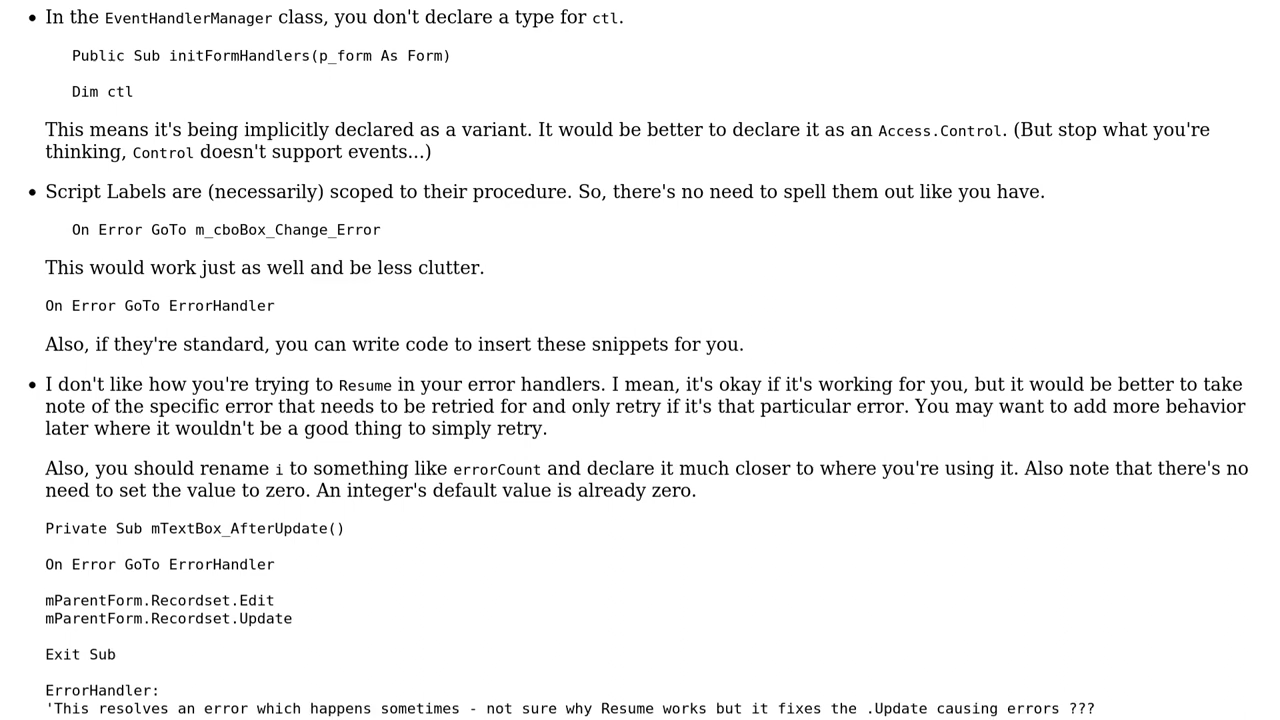 In the EventHandlerManager class, you don't declare a type for ctl.
Public Sub initFormHandlers(p_form As Form)
Dim ctl
This means it's being implicitly declared as a variant. It would be better to declare it as an Access.Control. (But stop what you're
thinking, Control doesn't support events...)
Script Labels are (necessarily) scoped to their procedure. So, there's no need to spell them out like you have.
On Error GoTo m_cboBox_Change_Error
This would work just as well and be less clutter.
On Error GoTo ErrorHandler
Also, if they're standard, you can write code to insert these snippets for you.
I don't like how you're trying to Resume in your error handlers. I mean, it's okay if it's working for you, but it would be better to take
note of the specific error that needs to be retried for and only retry if it's that particular error. You may want to add more behavior
later where it wouldn't be a good thing to simply retry.
Also, you should rename i to something like errorCount and declare it much closer to where you're using it. Also note that there's no
need to set the value to zero. An integer's default value is already zero.
Private Sub mTextBox_AfterUpdate()
On Error GoTo ErrorHandler
mParentForm.Recordset.Edit
mParentForm.Recordset.Update
Exit Sub
ErrorHandler:
'This resolves an error which happens sometimes - not sure why Resume works but it fixes the .Update causing errors ???